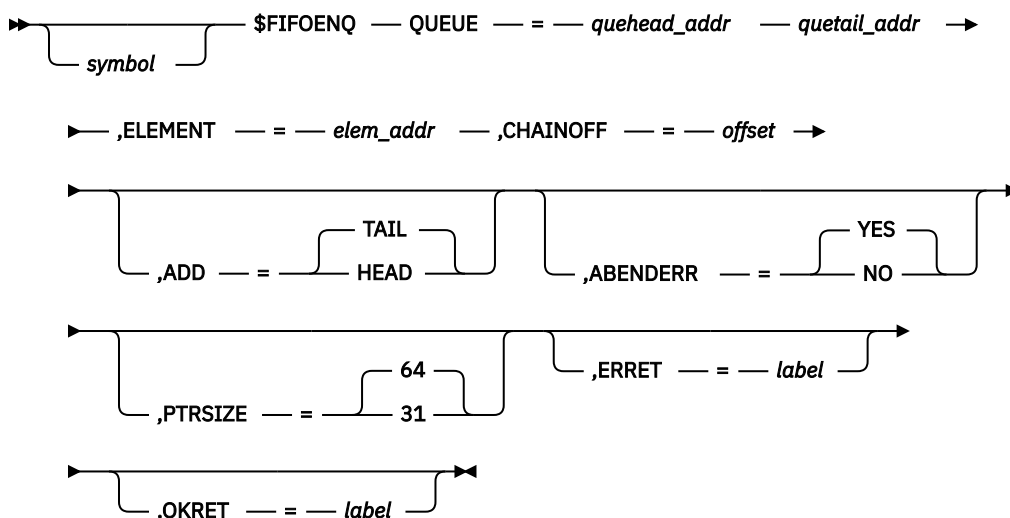 $FIFOENQ QUEUE = quehead_addr quetail_addr
symbol
,ELEMENT = elem_addr ,CHAINOFF = offset
TAIL YES
,ADD = HEAD ,ABENDERR = NO
64 ,ERRET = label
,PTRSIZE = 31
,OKRET = label